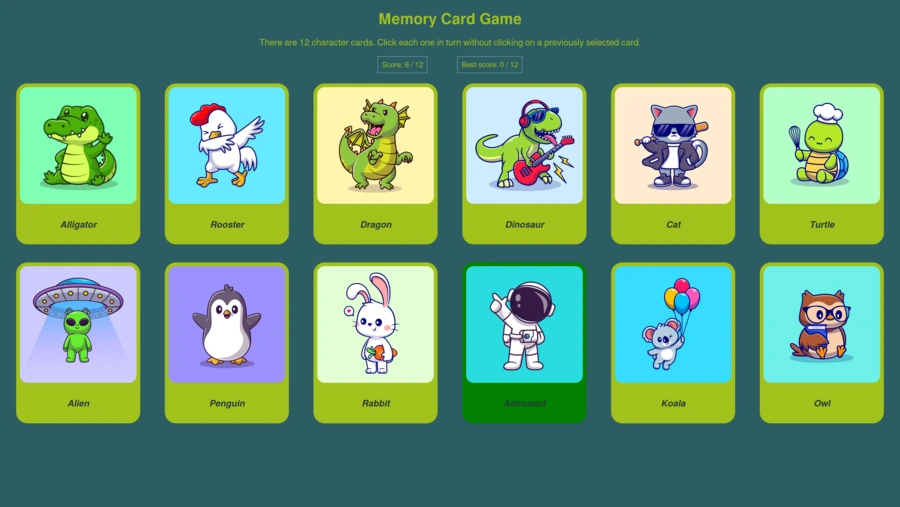 Memory Card Game
There are 12 character cards. Click each one in turn without clicking on a previously selected card.
Score: 6 / 12
Best score: 0 / 12
Alligator
Rooster
Dragon
Dinosaur
Cat
Turtle
Alien
Penguin
Rabbit
Astronaut
Koala
Owl